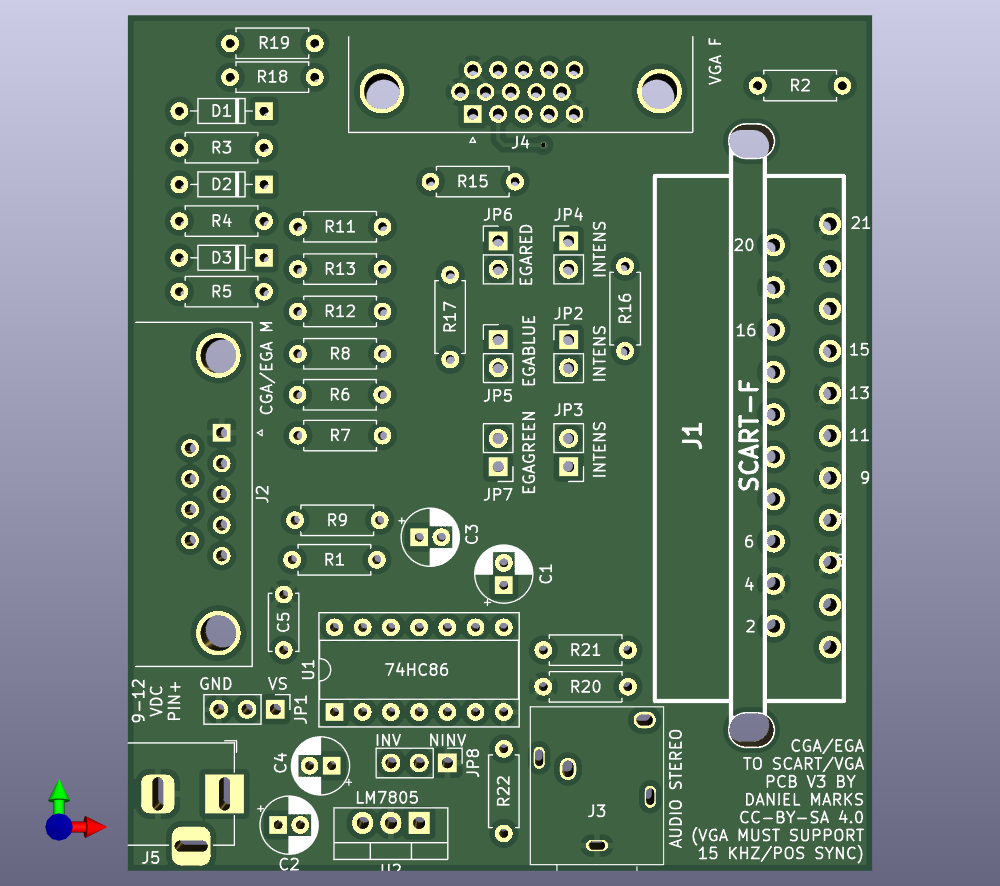 R19
R18
VGA F
R2
D1
R3
J4
D2
R15
R4
JP6
JP4
21
R11
EGARED
INTENS
20
D3
R13
R5
R12
R17
R16
JP2
16
CGA/EGA M
R8
EGABLUE
INTENS
15
R6
JP5
JP3
13
R7
EGAGREEN
INTENS
J1
SCART-F
11
J2
JP7
9
R9
+
C3
R1
6
C1
+
4
C5
2
U1
74HC86
R21
GND
VS
R20
9-12
VDC
PIN+
JP1
INV
NINV
JP8
C4
+
R22
LM7805
J3
AUDIO STEREO
+
C2
J5
CGA/EGA
TO SCART/VGA
PCB V3 BY
DANIEL MARKS
CC-BY-SA 4.0
(VGA MUST SUPPORT
15 KHZ/POS SYNC)